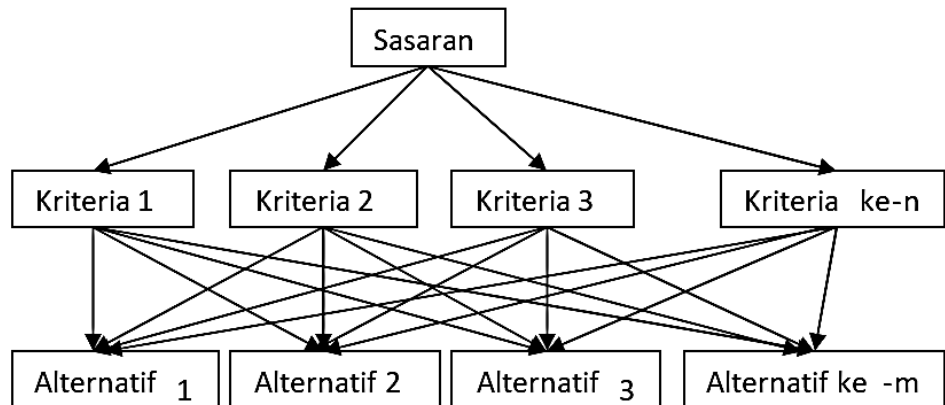 Sasaran
Kriteria 1
Kriteria 2
Kriteria 3
Kriteria ke-n
Alternatif 1
Alternatif 2
Alternatif 3
Alternatif ke -m